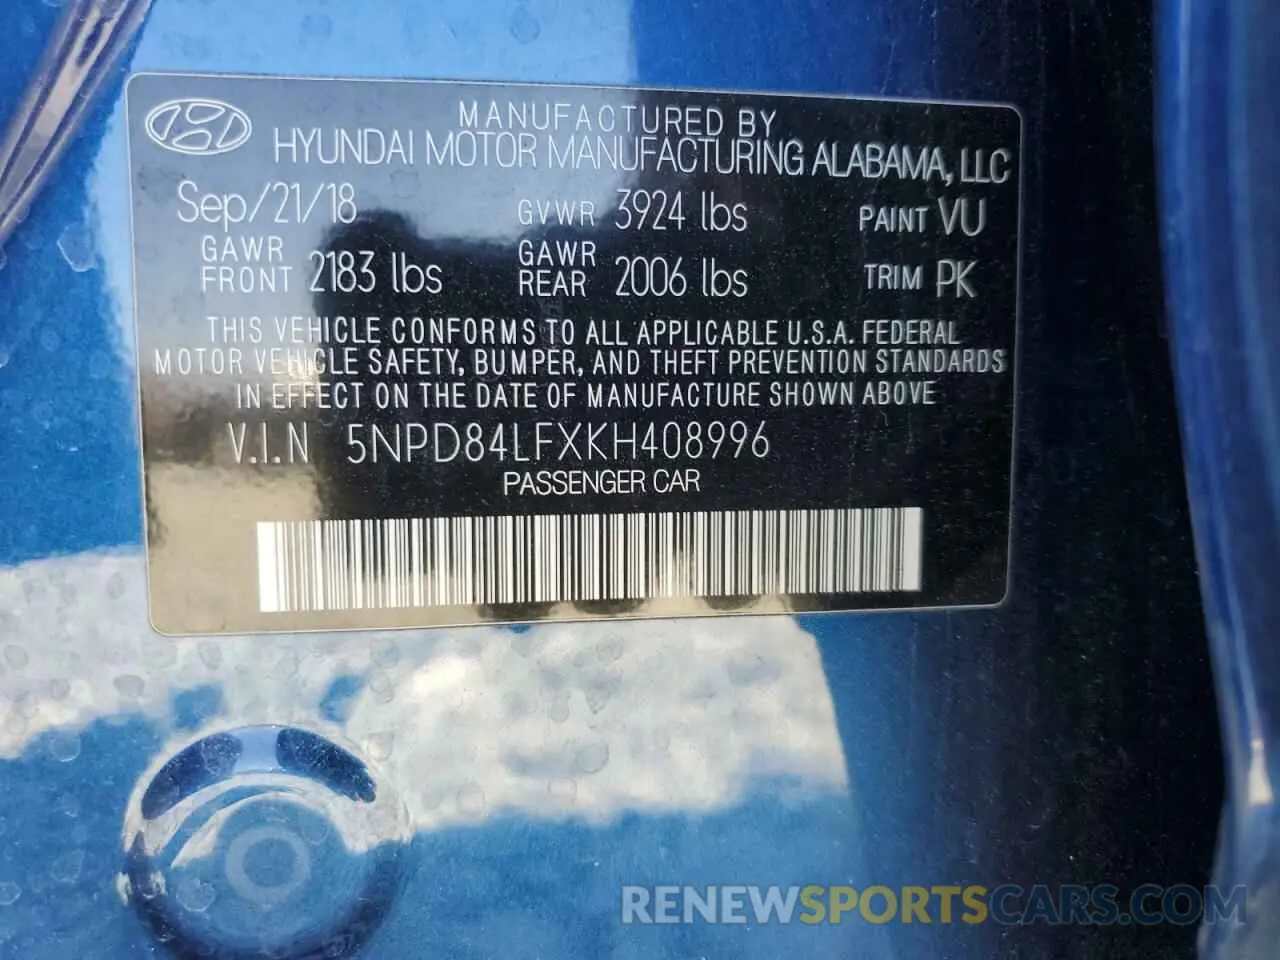 MANUFACTURED BY
HYUNDAI MOTOR MANUFACTURING ALABAMA, LLC
Sep/21/18 GVWR 3924 lbs PAINT VU
GAWR FRONT 2183 lbs GAWR REAR 2006 lbs TRIM PK
THIS VEHICLE CONFORMS TO ALL APPLICABLE U.S.A. FEDERAL
MOTOR VEHICLE SAFETY, BUMPER, AND THEFT PREVENTION STANDARDS
IN EFFECT ON THE DATE OF MANUFACTURE SHOWN ABOVE
V.I.N 5NPD84LFXKH408996
PASSENGER CAR
RENEWSPORTSCARS.COM